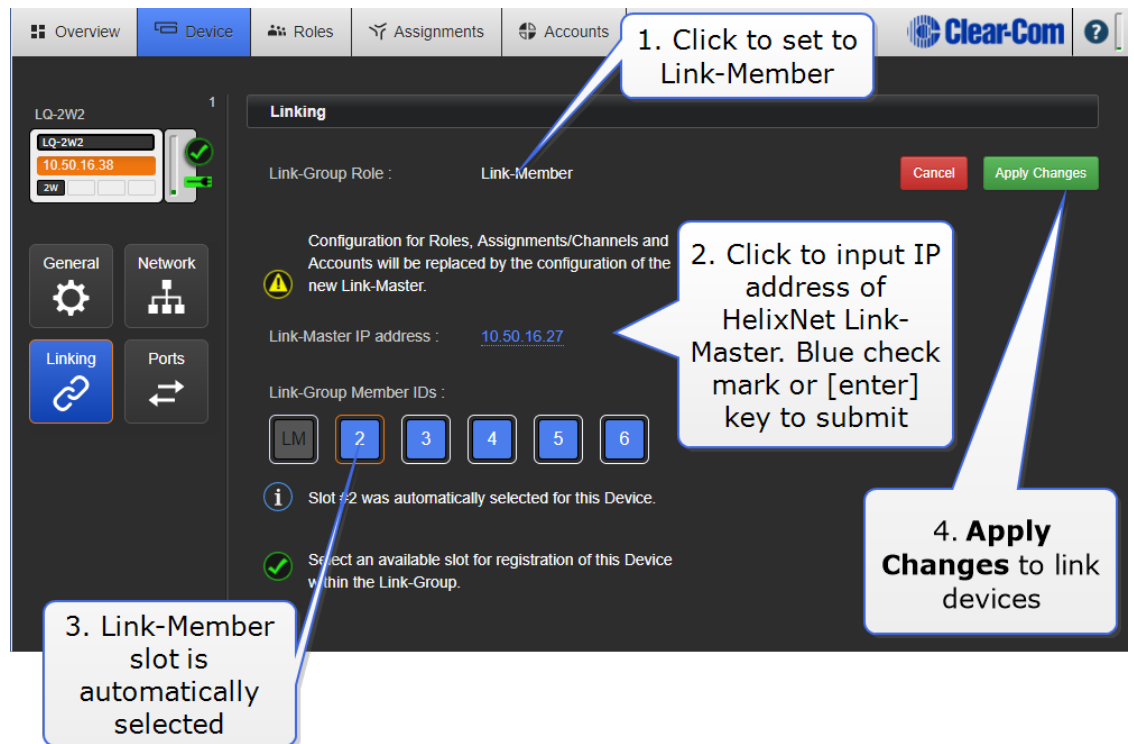 Overview
Device
Roles
Assignments
Accounts
Clear-Com
?
1. Click to set to
Link-Member
LQ-2W2
1
LQ-2W2
10.50.16.38
2W
Linking
Link-Group Role :
Link-Member
Cancel
Apply Changes
General
Network
Linking
Ports
Configuration for Roles, Assignments/Channels and
Accounts will be replaced by the configuration of the
new Link-Master.
2. Click to input IP
address of
HelixNet Link-
Master. Blue check
mark or [enter]
key to submit
Link-Master IP address :
10.50.16.27
Link-Group Member IDs :
LM
2
3
4
5
6
i
Slot #2 was automatically selected for this Device.
Select an available slot for registration of this Device
within the Link-Group.
4. Apply
Changes to link
devices
3. Link-Member
slot is
automatically
selected